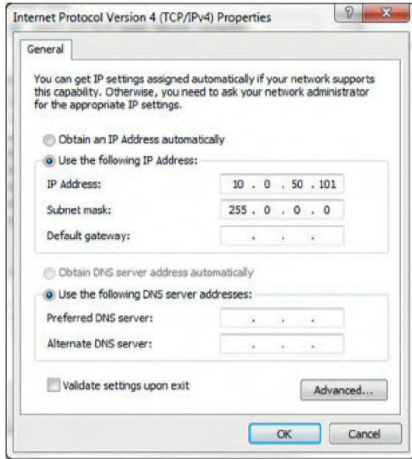 Internet Protocol Version 4 (TCP/IPv4) Properties
General
You can get IP settings assigned automatically if your network supports
this capability. Otherwise, you need to ask your network administrator
for the appropriate IP settings.
Obtain an IP Address automatically
Use the following IP Address:
IP Address: 10 . 0 . 50 . 101
Subnet mask: 255 . 0 . 0 . 0
Default gateway: . . .
Obtain DNS server address automatically
Use the following DNS server addresses:
Preferred DNS server: . . .
Alternate DNS server: . . .
Validate settings upon exit
Advanced...
OK Cancel